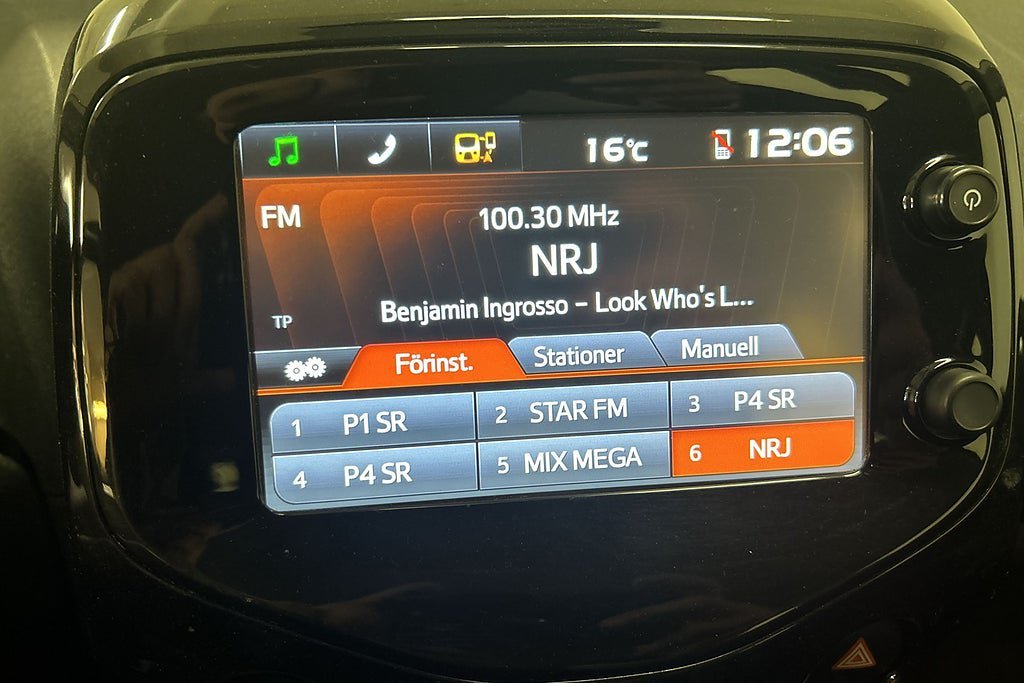 16°C 12:06
FM 100.30 MHz
NRJ
Benjamin Ingrosso – Look Who's L...
TP
Förinst. Stationer Manuell
1 P1 SR 2 STAR FM 3 P4 SR
4 P4 SR 5 MIX MEGA 6 NRJ